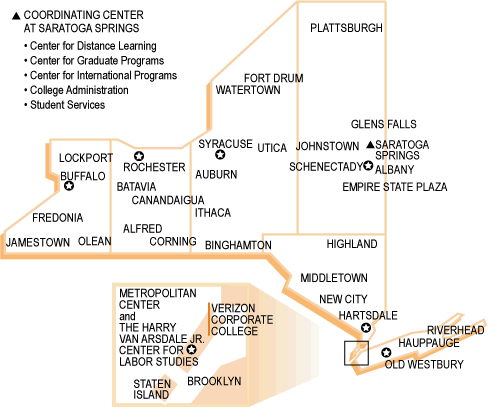 ▲ COORDINATING CENTER
AT SARATOGA SPRINGS
• Center for Distance Learning
• Center for Graduate Programs
• Center for International Programs
• College Administration
• Student Services
PLATTSBURGH
FORT DRUM
WATERTOWN
GLENS FALLS
LOCKPORT
ROCHESTER
SYRACUSE
UTICA
JOHNSTOWN
SARATOGA
SPRINGS
BUFFALO
BATAVIA
AUBURN
SCHENECTADY
ALBANY
CANANDAIGUA
EMPIRE STATE PLAZA
FREDONIA
ITHACA
JAMESTOWN
OLEAN
ALFRED
CORNING
BINGHAMTON
HIGHLAND
MIDDLETOWN
NEW CITY
HARTSDALE
RIVERHEAD
HAUPPAUGE
OLD WESTBURY
METROPOLITAN
CENTER
and
THE HARRY
VAN ARSDALE JR.
CENTER FOR
LABOR STUDIES
VERIZON
CORPORATE
COLLEGE
STATEN
ISLAND
BROOKLYN